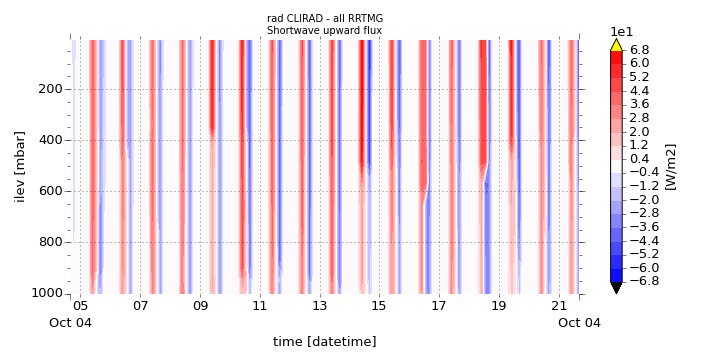 rad CLIRAD - all RRTMG
Shortwave upward flux
1e1
6.8
6.0
5.2
4.4
3.6
2.8
2.0
1.2
0.4
−0.4
−1.2
−2.0
−2.8
−3.6
−4.4
−5.2
−6.0
−6.8
[W/m2]
200
400
600
800
1000
ilev [mbar]
05 07 09 11 13 15 17 19 21
Oct 04 Oct 04
time [datetime]